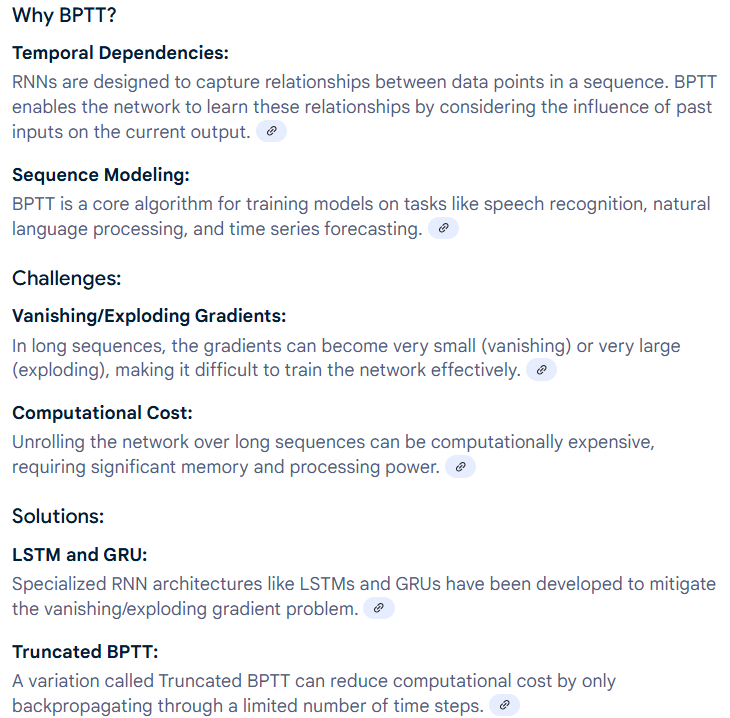 Why BPTT?
Temporal Dependencies:
RNNs are designed to capture relationships between data points in a sequence. BPTT
enables the network to learn these relationships by considering the influence of past
inputs on the current output.
Sequence Modeling:
BPTT is a core algorithm for training models on tasks like speech recognition, natural
language processing, and time series forecasting.
Challenges:
Vanishing/Exploding Gradients:
In long sequences, the gradients can become very small (vanishing) or very large
(exploding), making it difficult to train the network effectively.
Computational Cost:
Unrolling the network over long sequences can be computationally expensive,
requiring significant memory and processing power.
Solutions:
LSTM and GRU:
Specialized RNN architectures like LSTMs and GRUs have been developed to mitigate
the vanishing/exploding gradient problem.
Truncated BPTT:
A variation called Truncated BPTT can reduce computational cost by only
backpropagating through a limited number of time steps.